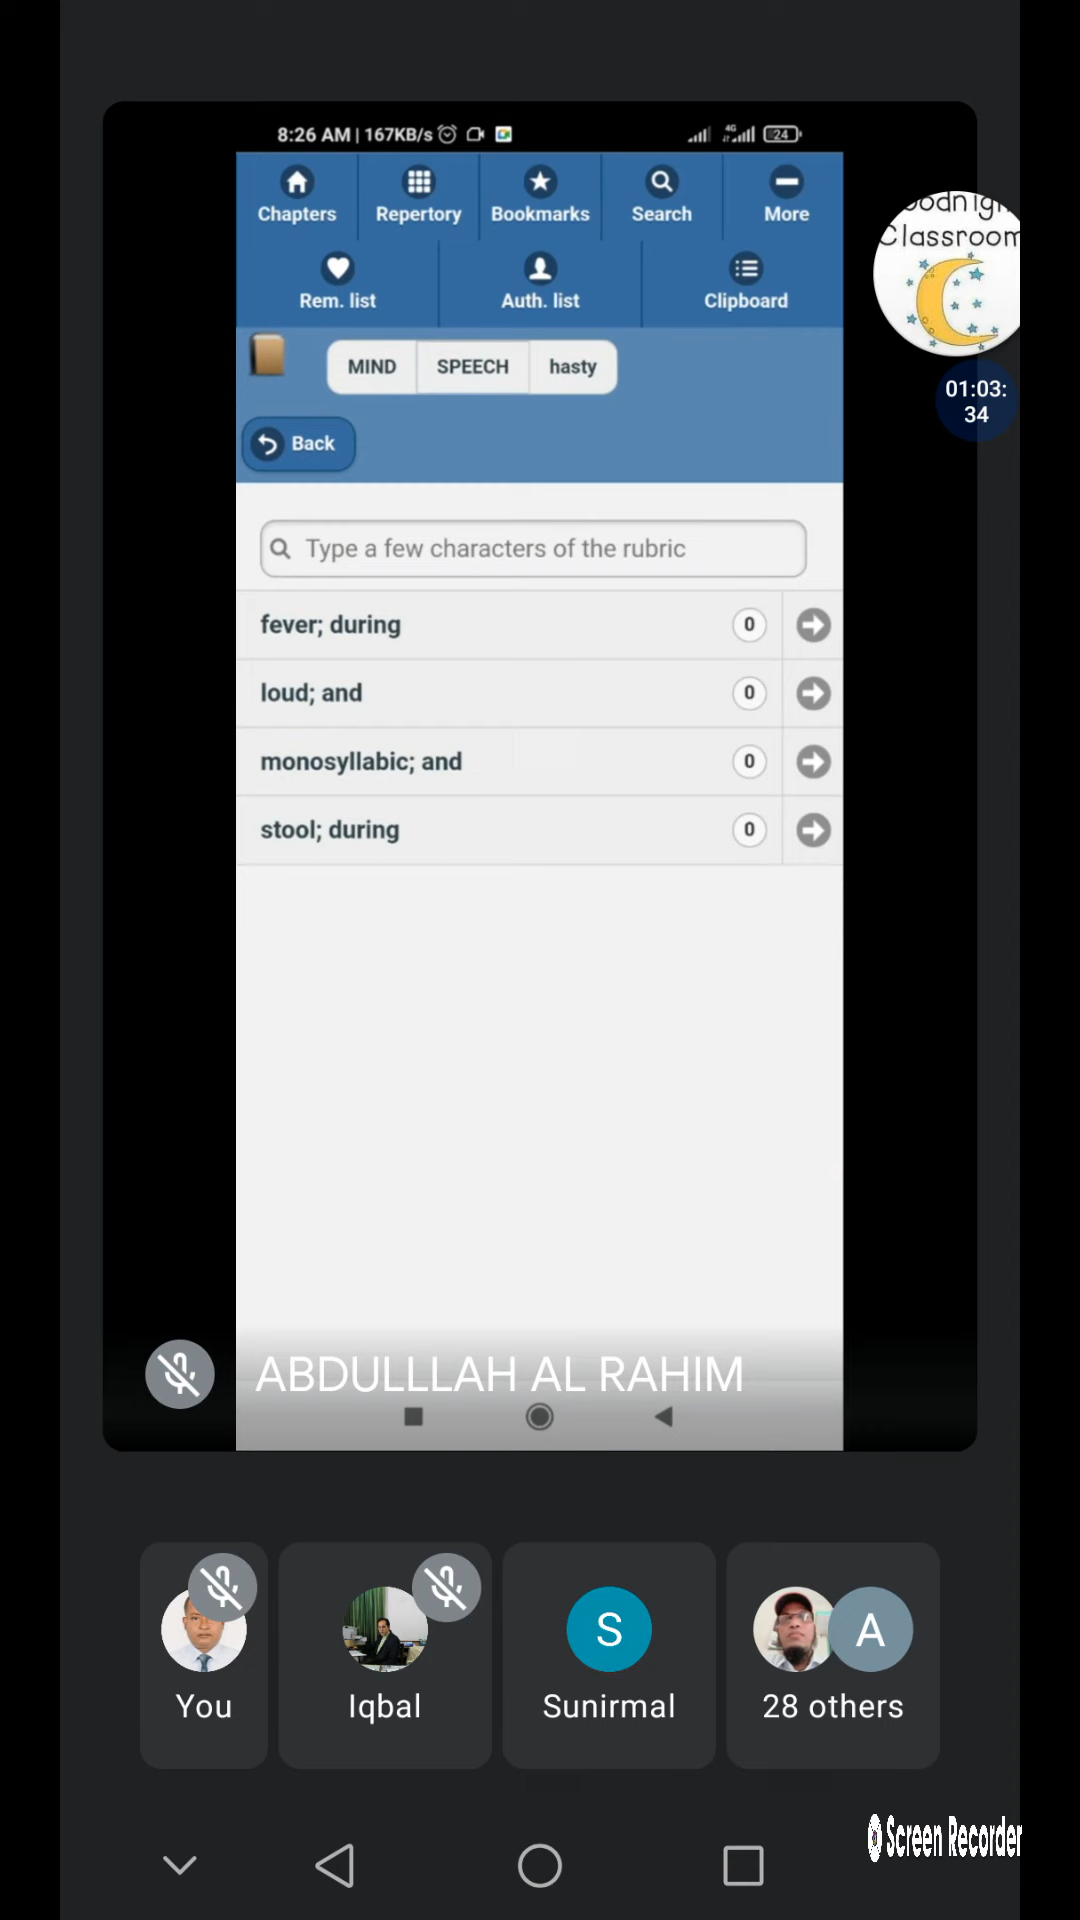 8:26 AM | 167KB/s
4G
24
Chapters Repertory Bookmarks Search More
Rem. list Auth. list Clipboard
Classroom
MIND SPEECH hasty
01:03:
34
Back
Type a few characters of the rubric
fever; during 0
loud; and 0
monosyllabic; and 0
stool; during 0
ABDULLLAH AL RAHIM
S
A
You Iqbal Sunirmal 28 others
Screen Recorder